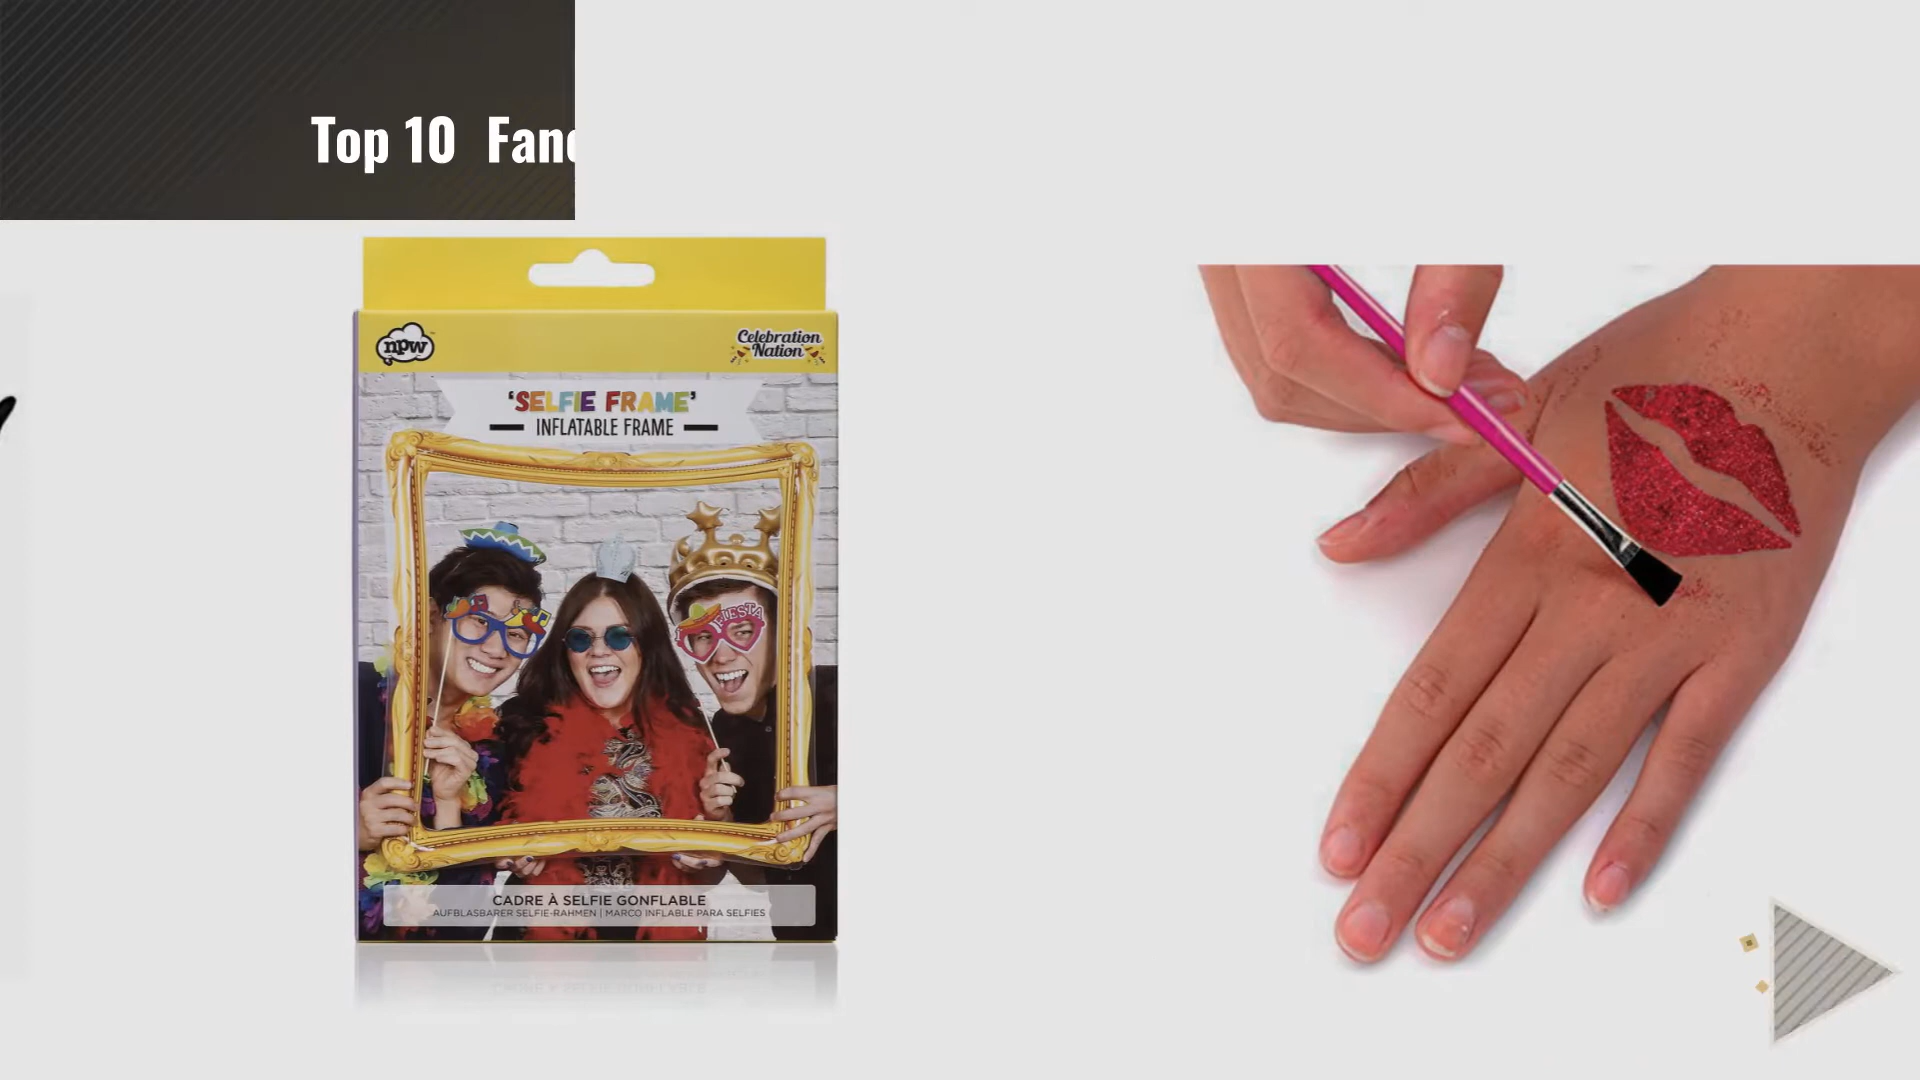 Top 10 Fanc
npw
Celebration
Nation
'SELFIE FRAME'
INFLATABLE FRAME
FIESTA
CADRE À SELFIE GONFLABLE
AUFBLASBARER SELFIE-RAHMEN | MARCO INFLABLE PARA SELFIES